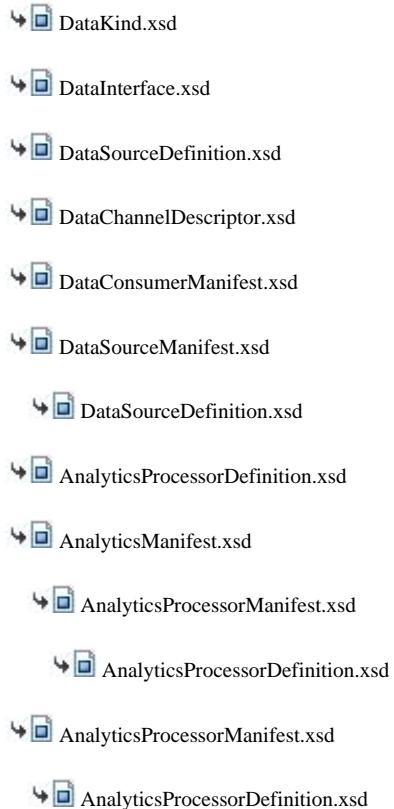 DataKind.xsd
DataInterface.xsd
DataSourceDefinition.xsd
DataChannelDescriptor.xsd
DataConsumerManifest.xsd
DataSourceManifest.xsd
DataSourceDefinition.xsd
AnalyticsProcessorDefinition.xsd
AnalyticsManifest.xsd
AnalyticsProcessorManifest.xsd
AnalyticsProcessorDefinition.xsd
AnalyticsProcessorManifest.xsd
AnalyticsProcessorDefinition.xsd